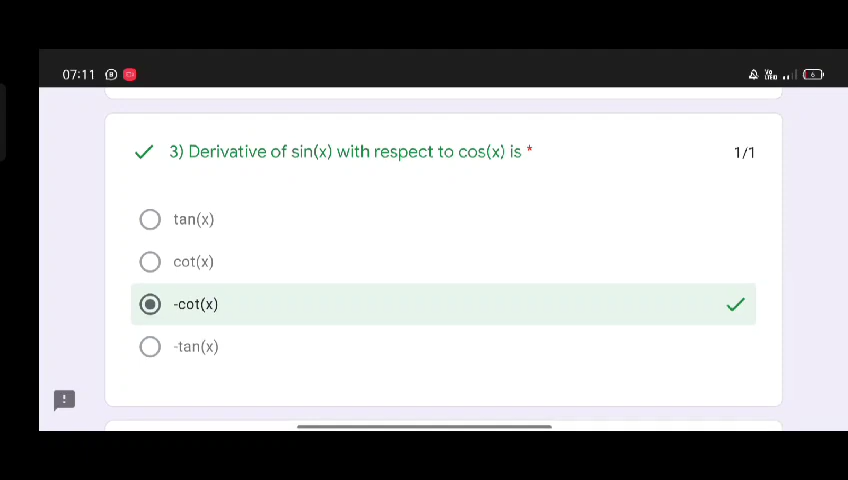 07:11
3) Derivative of sin(x) with respect to cos(x) is *
1/1
tan(x)
cot(x)
-cot(x)
-tan(x)